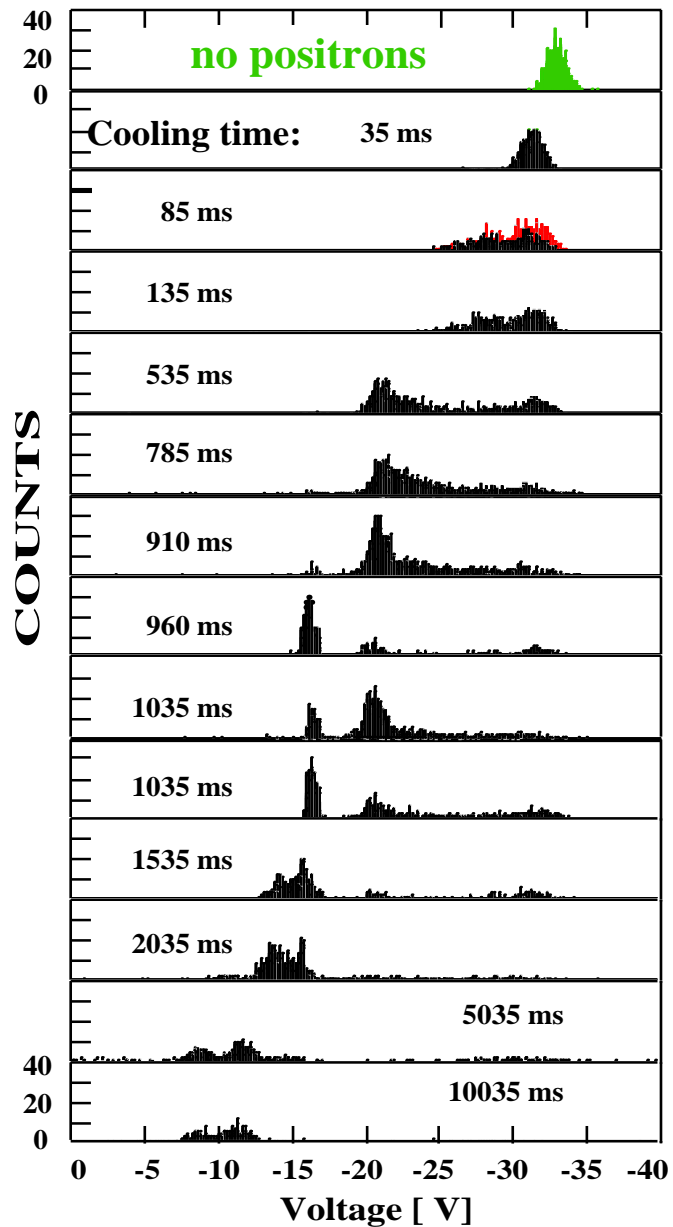 40
20
0
no positrons
Cooling time: 35 ms
85 ms
135 ms
535 ms
785 ms
910 ms
960 ms
1035 ms
1035 ms
1535 ms
2035 ms
5035 ms
10035 ms
COUNTS
40
20
0
0 -5 -10 -15 -20 -25 -30 -35 -40
Voltage [ V]